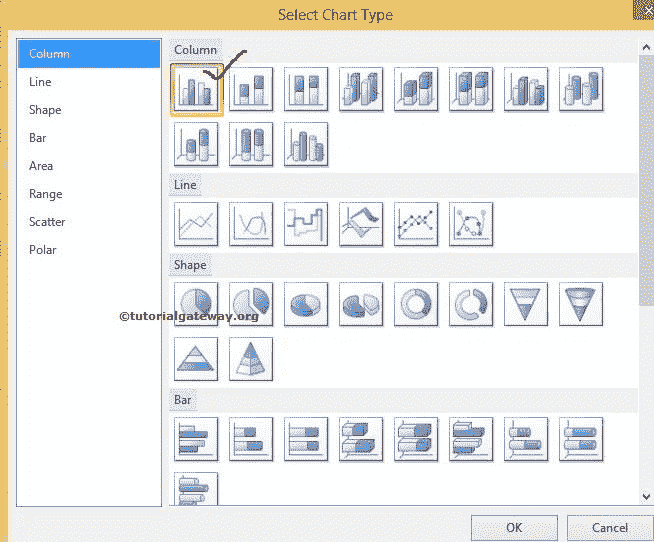 Select Chart Type
Column
Line
Shape
Bar
Area
Range
Scatter
Polar
Column
Line
Shape
©tutorialgateway.org
Bar
OK
Cancel